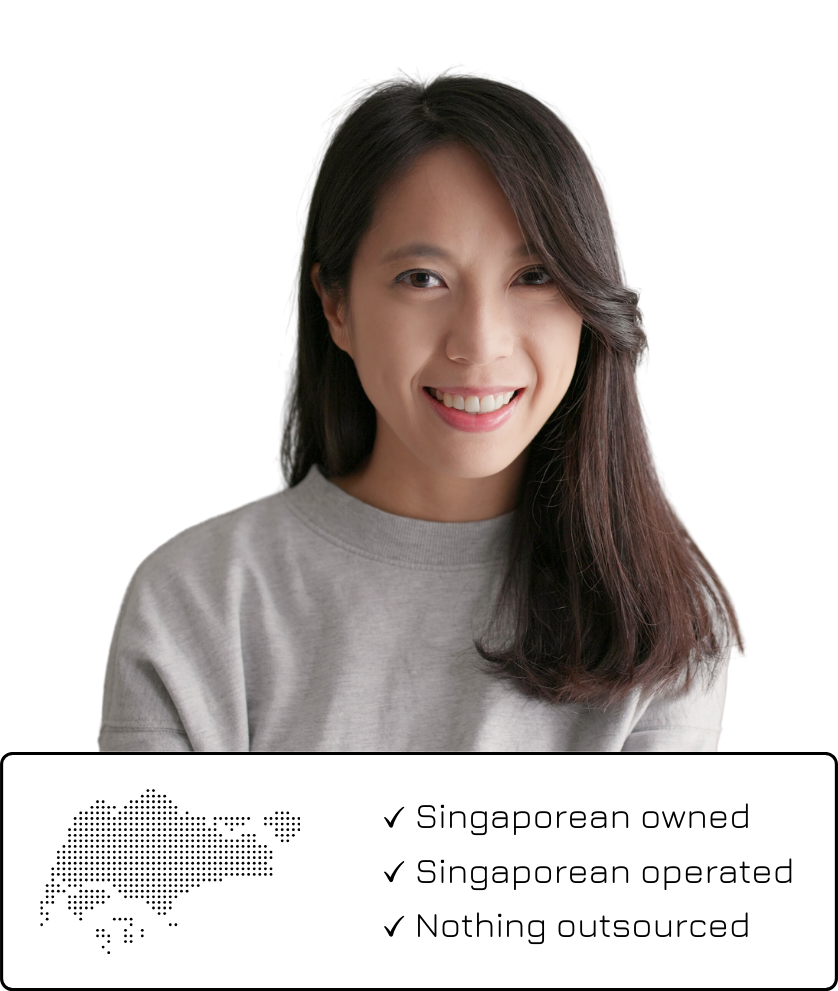 ✓ Singaporean owned
✓ Singaporean operated
✓ Nothing outsourced